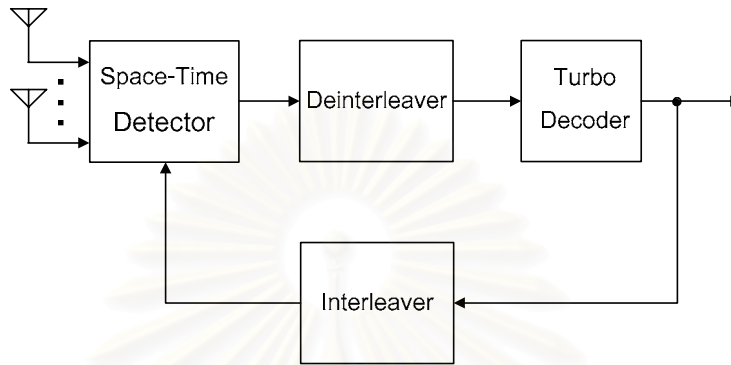 Space-Time
Detector
Deinterleaver
Turbo
Decoder
Interleaver